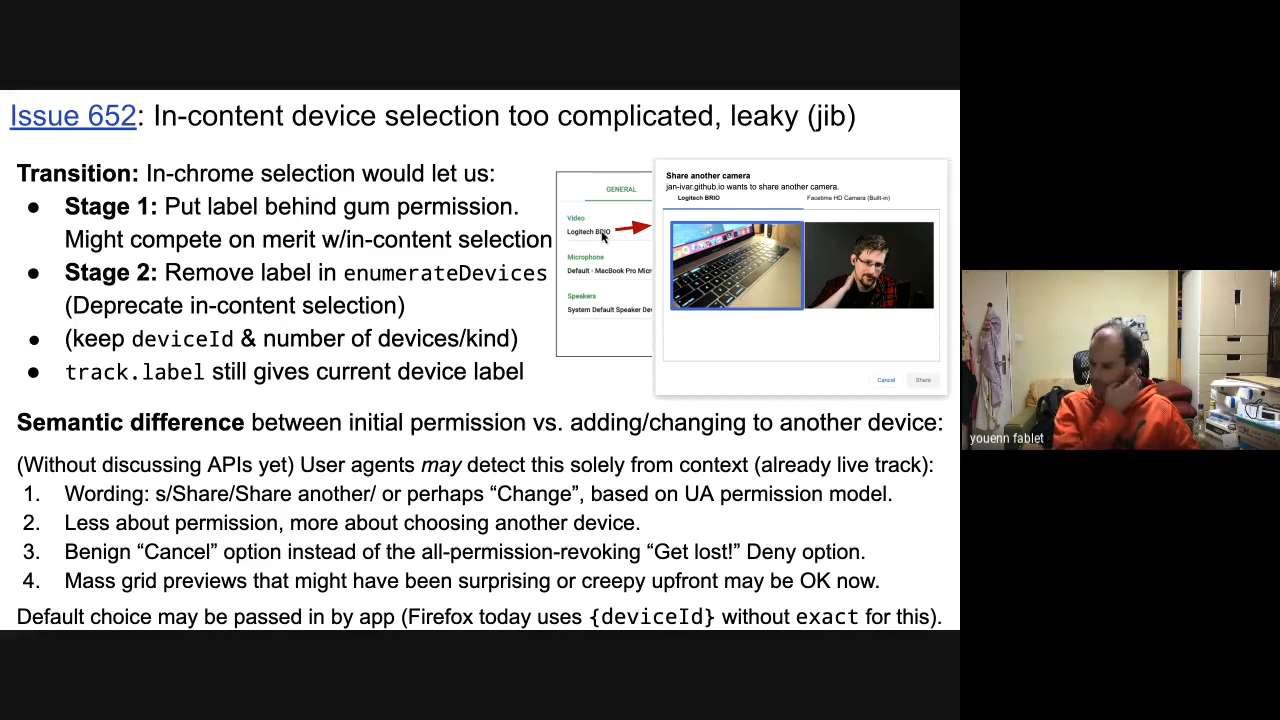 Issue 652: In-content device selection too complicated, leaky (jib)
Transition: In-chrome selection would let us:
● Stage 1: Put label behind gum permission.
Might compete on merit w/in-content selection
● Stage 2: Remove label in enumerateDevices
(Deprecate in-content selection)
● (keep deviceId & number of devices/kind)
● track.label still gives current device label
GENERAL
Video
Logitech BRIO
Microphone
Default - MacBook Pro Micr
Speakers
System Default Speaker Dev
Share another camera
jan-ivar.github.io wants to share another camera.
Logitech BRIO Facetime HD Camera (Built-in)
Cancel Share
Semantic difference between initial permission vs. adding/changing to another device:
(Without discussing APIs yet) User agents may detect this solely from context (already live track):
1. Wording: s/Share/Share another/ or perhaps “Change”, based on UA permission model.
2. Less about permission, more about choosing another device.
3. Benign “Cancel” option instead of the all-permission-revoking “Get lost!” Deny option.
4. Mass grid previews that might have been surprising or creepy upfront may be OK now.
Default choice may be passed in by app (Firefox today uses {deviceId} without exact for this).
youenn fablet